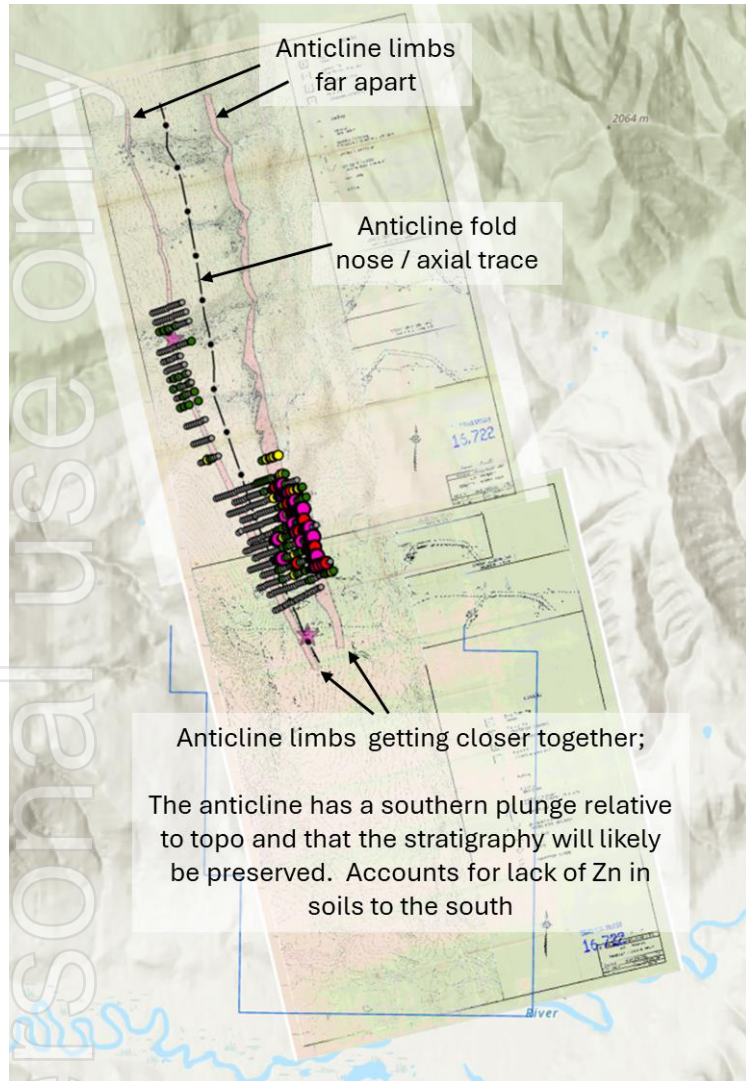 Anticline limbs
far apart
2064 m
Anticline fold
nose / axial trace
15.722
Anticline limbs getting closer together;
The anticline has a southern plunge relative
to topo and that the stratigraphy will likely
be preserved. Accounts for lack of Zn in
soils to the south
16.722
River
ersonal use only